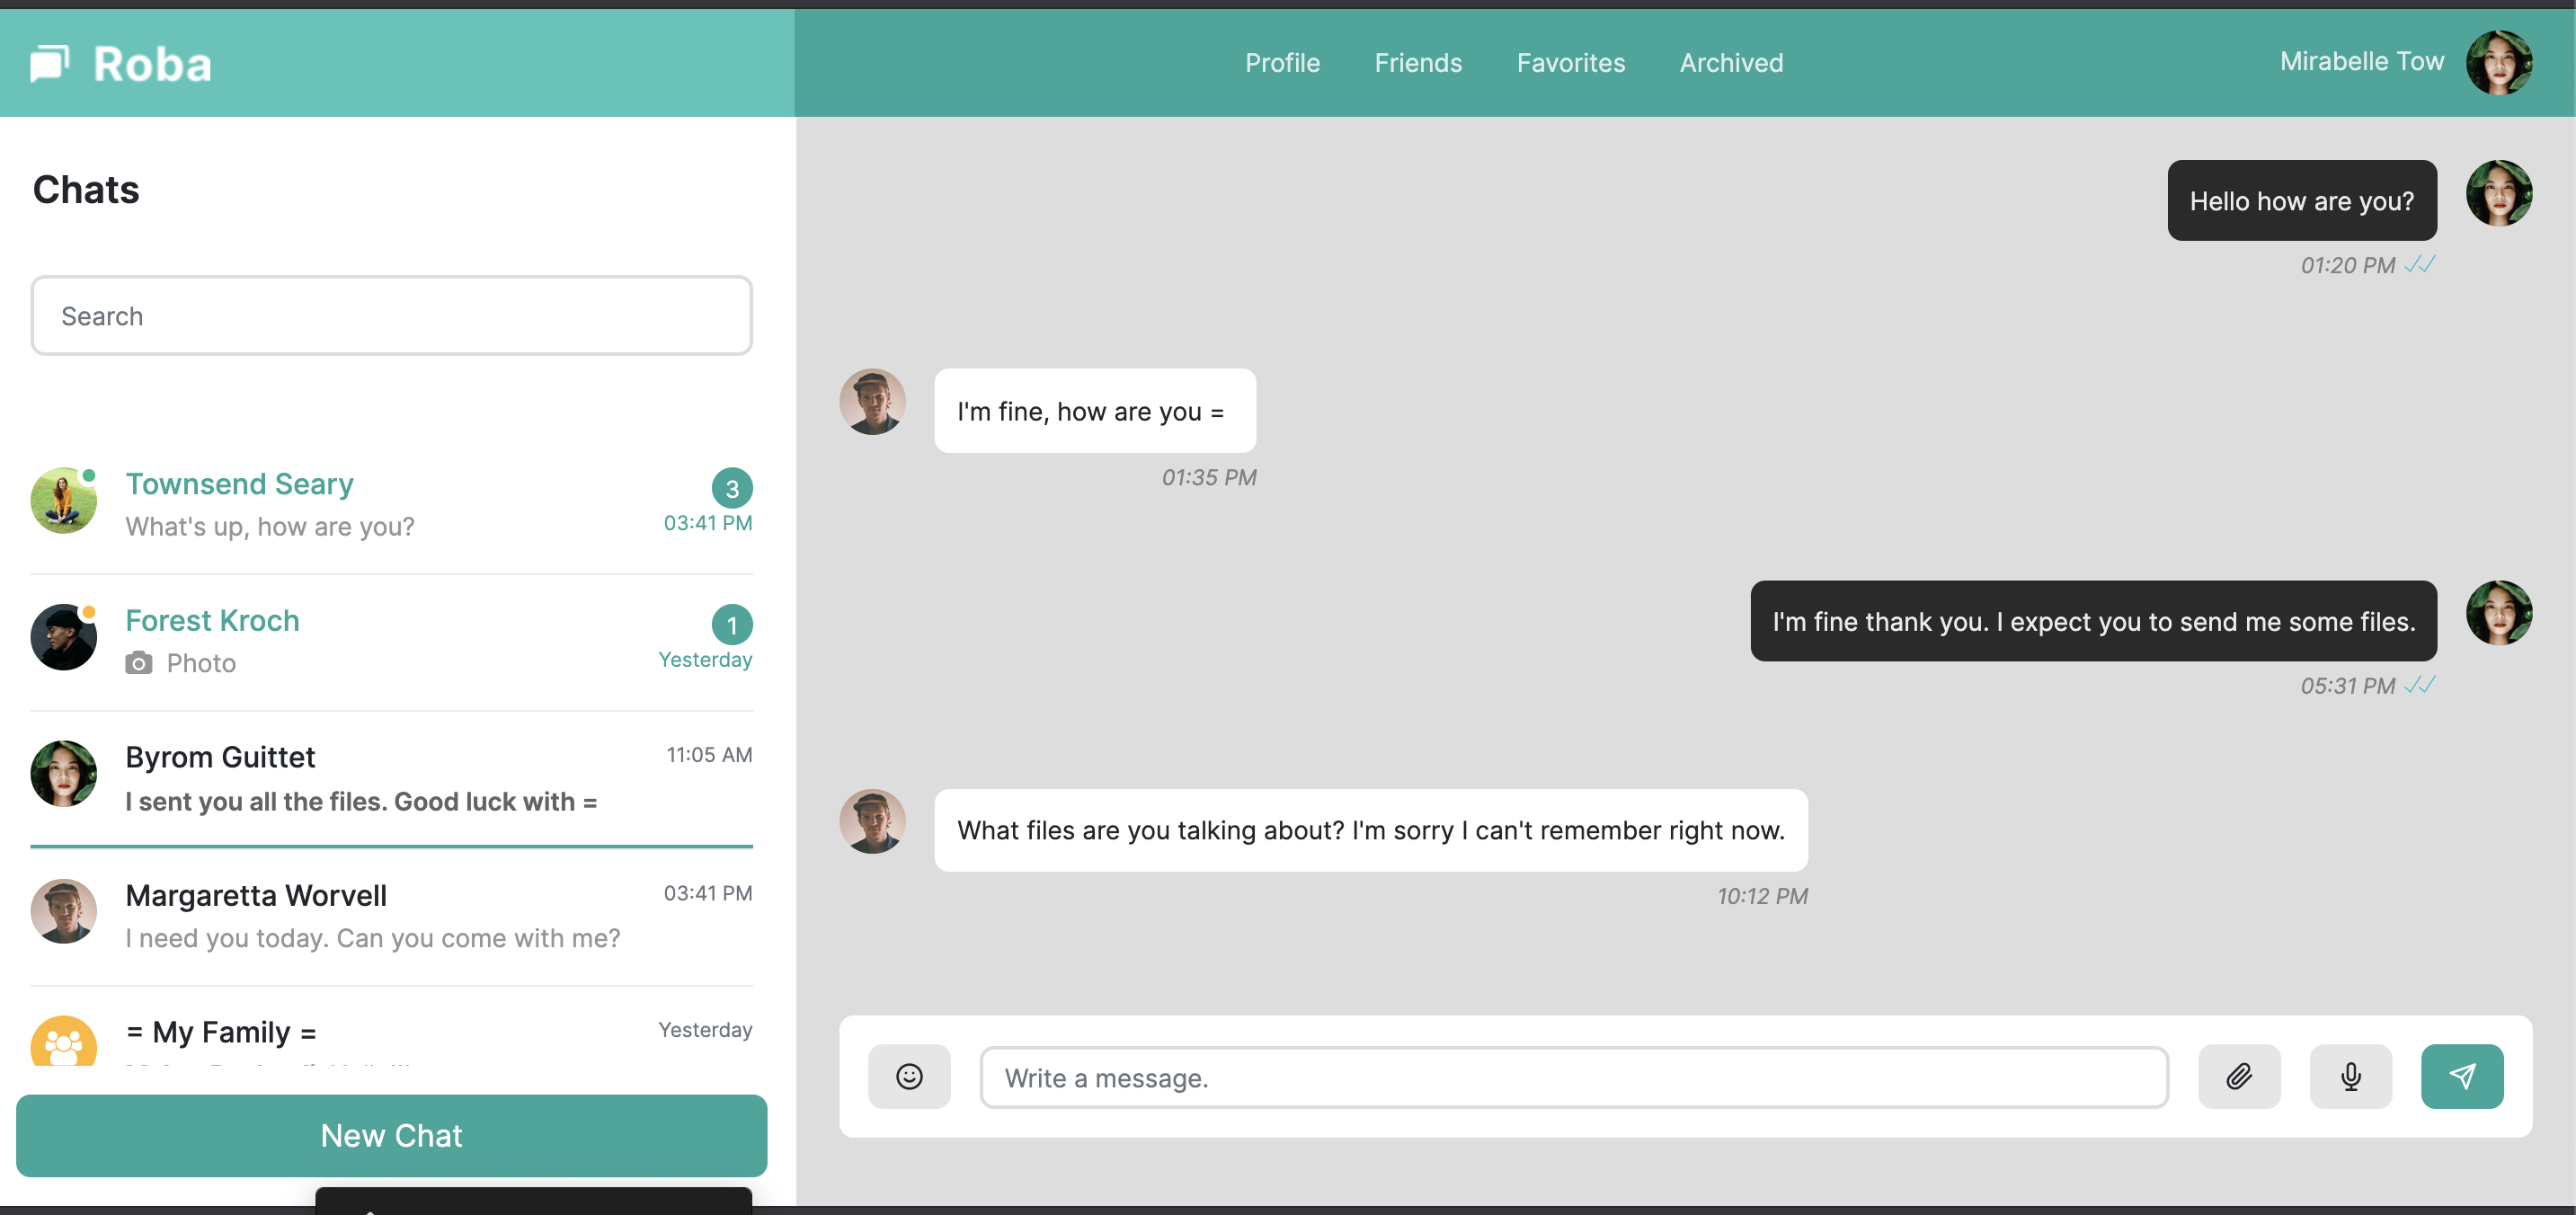 Roba
Profile Friends Favorites Archived
Mirabelle Tow
Chats
Search
Townsend Seary
3
What's up, how are you?
03:41 PM
Forest Kroch
1
Photo
Yesterday
Byrom Guittet
11:05 AM
I sent you all the files. Good luck with =
Margaretta Worvell
03:41 PM
I need you today. Can you come with me?
= My Family =
Yesterday
New Chat
Hello how are you?
01:20 PM
I'm fine, how are you =
01:35 PM
I'm fine thank you. I expect you to send me some files.
05:31 PM
What files are you talking about? I'm sorry I can't remember right now.
10:12 PM
Write a message.